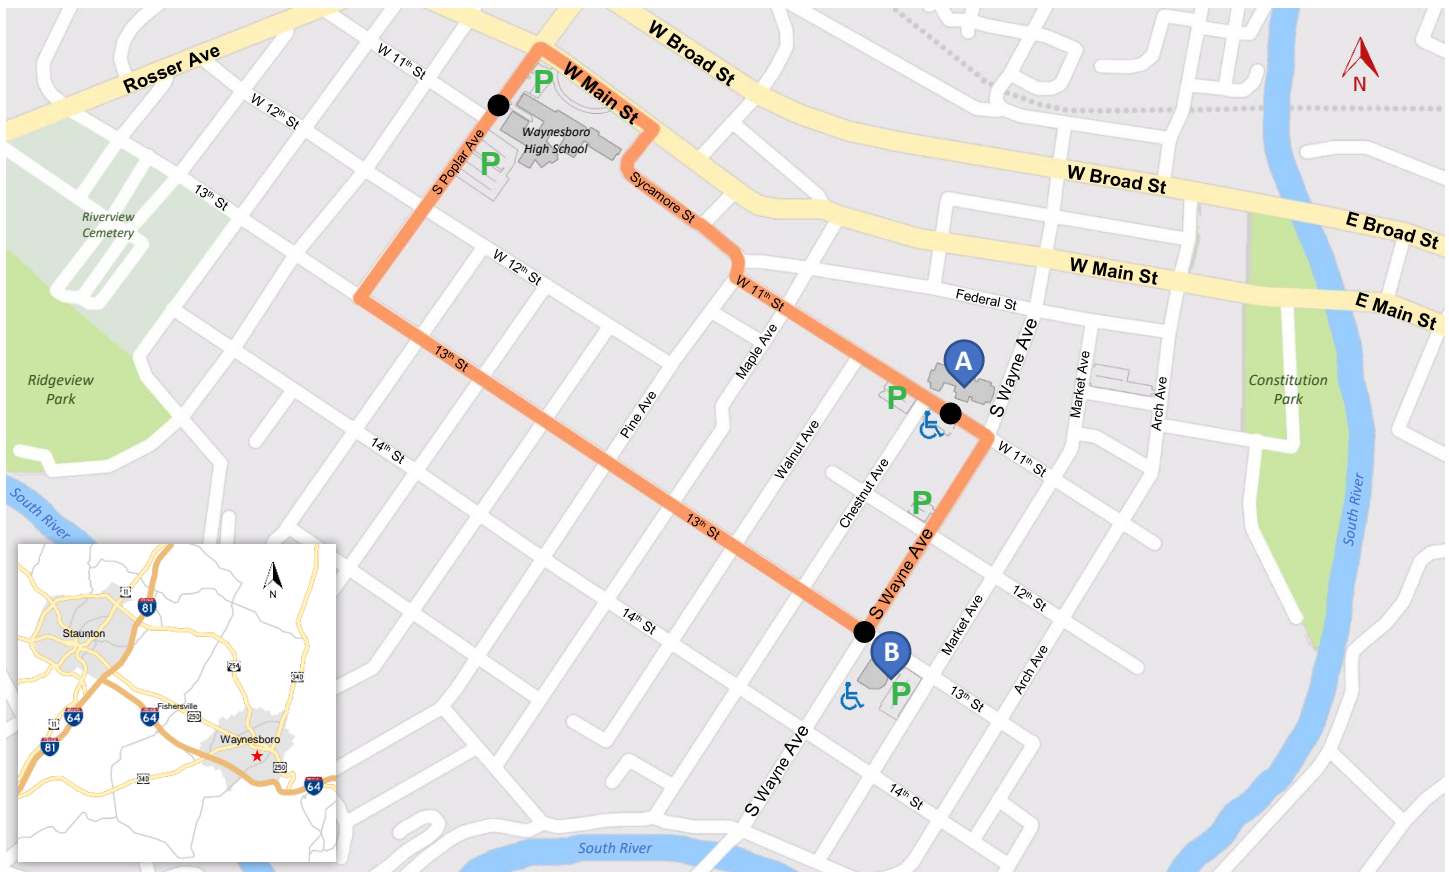 W Broad St
Rosser Ave
W 11th St
W Main St
P
W 12th St
Waynesboro
High School
P
S Poplar Ave
N
13th St
Sycamore St
W Broad St
E Broad St
Riverview
Cemetery
W 12th St
W Main St
W 11th St
Federal St
E Main St
Maple Ave
S Wayne Ave
A
13th St
Ridgeview
Park
Market Ave
Arch Ave
Constitution
Park
P
Pine Ave
Walnut Ave
14th St
W 11th St
Chestnut Ave
P
South River
South River
13th St
S Wayne Ave
12th St
Market Ave
14th St
B
P
Arch Ave
13th St
S Wayne Ave
14th St
South River
N
11
81
Staunton
254
340
Fishersville
64
64
250
11
81
Waynesboro
250
340
64